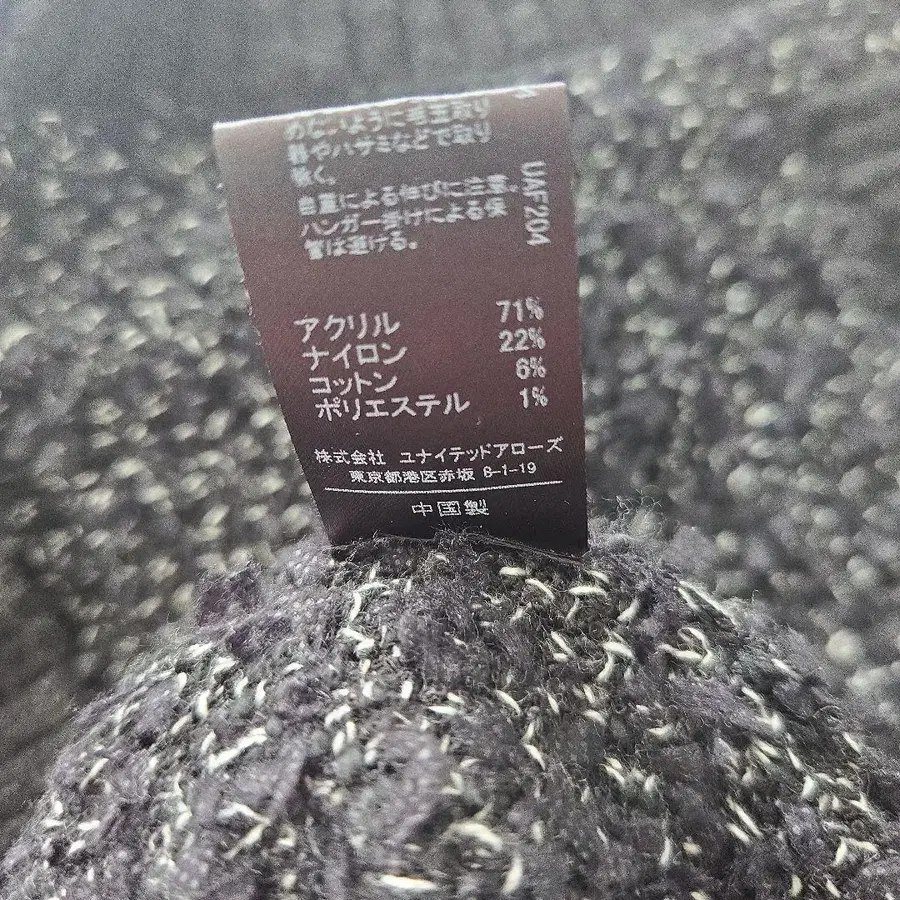 めないように毛玉取り
器やハサミなどで取り
除く。
自重による伸びに注意。
ハンガー掛けによる保
管は避ける。
UAF204
アクリル 71%
ナイロン 22%
コットン 6%
ポリエステル 1%
株式会社 ユナイテッドアローズ
東京都港区赤坂 8-1-19
中国製